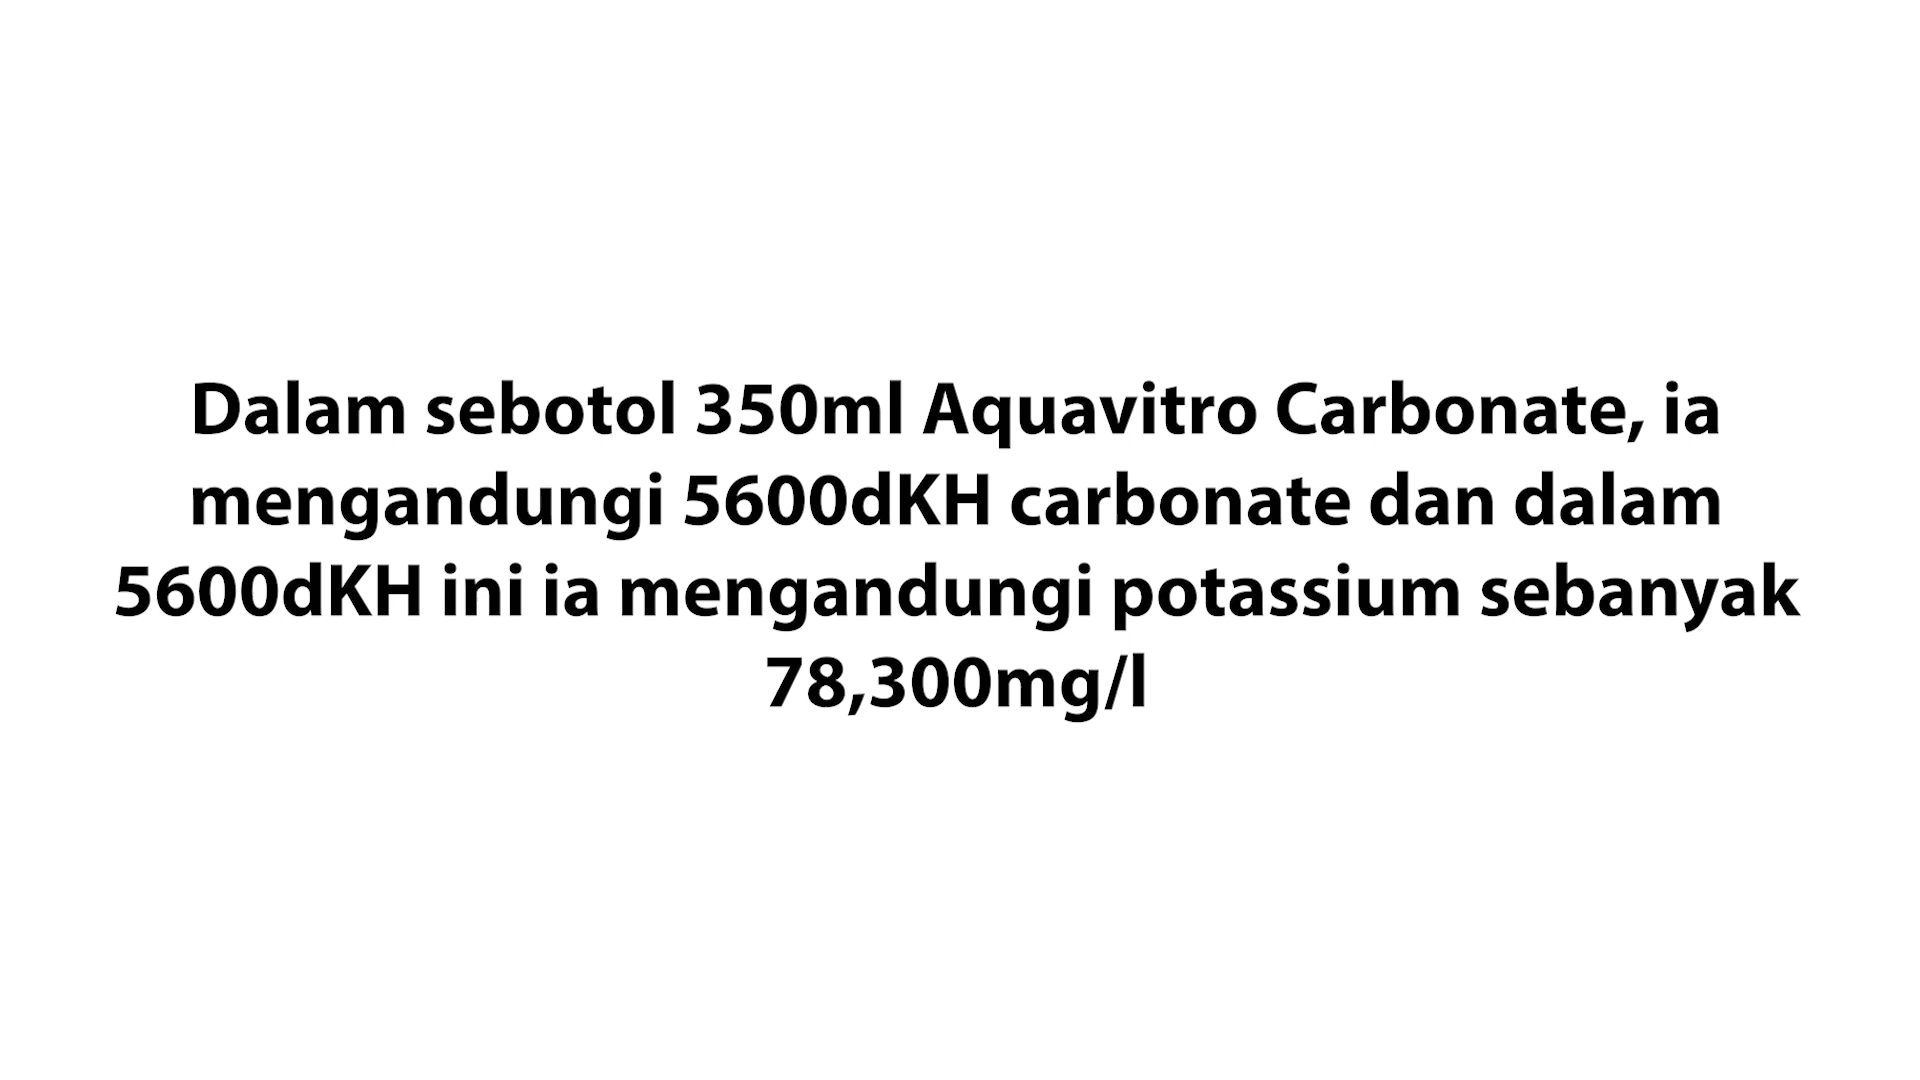 Dalam sebotol 350ml Aquavitro Carbonate, ia
mengandungi 5600dKH carbonate dan dalam
5600dKH ini ia mengandungi potassium sebanyak
78,300mg/l